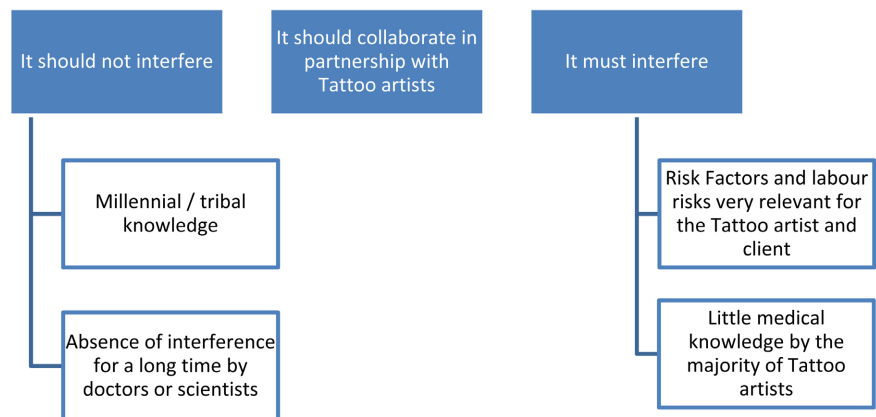 It should not interfere
It should collaborate in
partnership with
Tattoo artists
It must interfere
Millennial / tribal
knowledge
Absence of interference
for a long time by
doctors or scientists
Risk Factors and labour
risks very relevant for
the Tattoo artist and
client
Little medical
knowledge by the
majority of Tattoo
artists